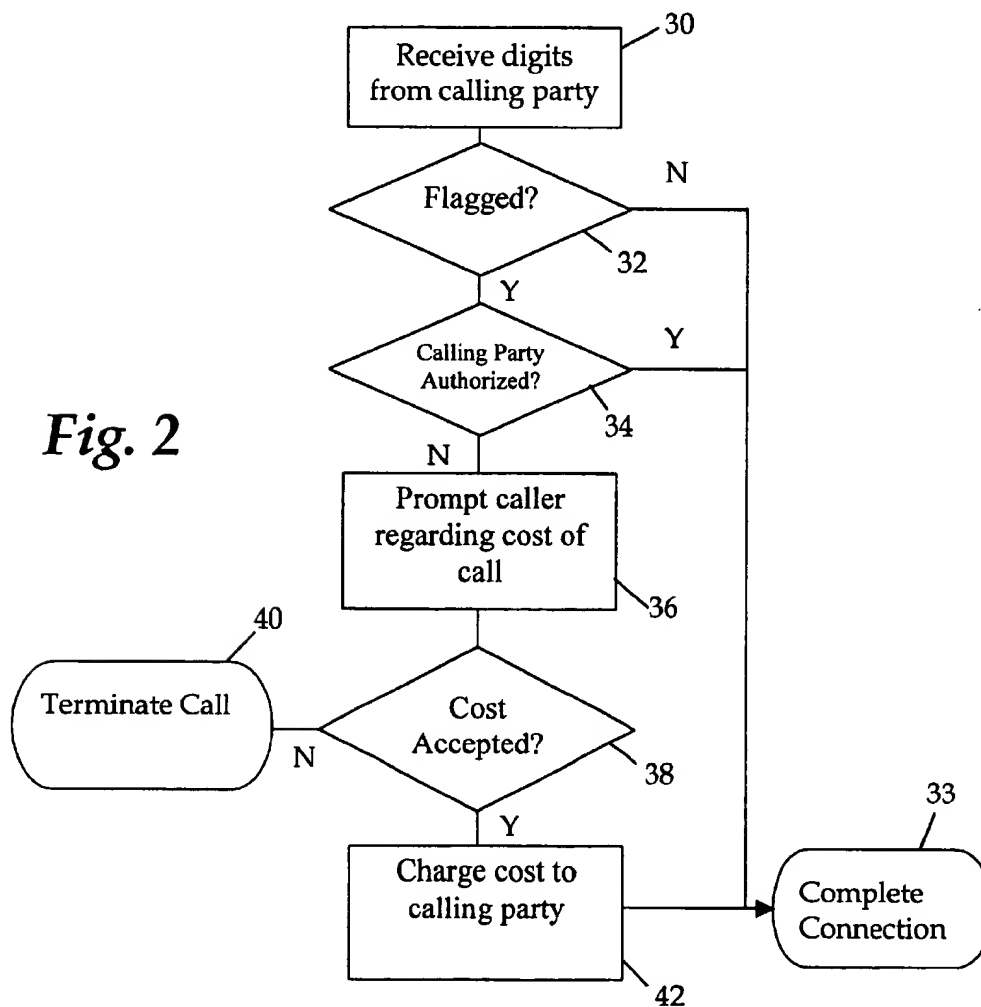 30
Receive digits
from calling party
Flagged?
N
32
Y
Calling Party
Authorized?
Y
34
Fig. 2
N
Prompt caller
regarding cost of
call
36
40
Terminate Call
N
Cost
Accepted?
38
Y
33
Charge cost to
calling party
42
Complete
Connection